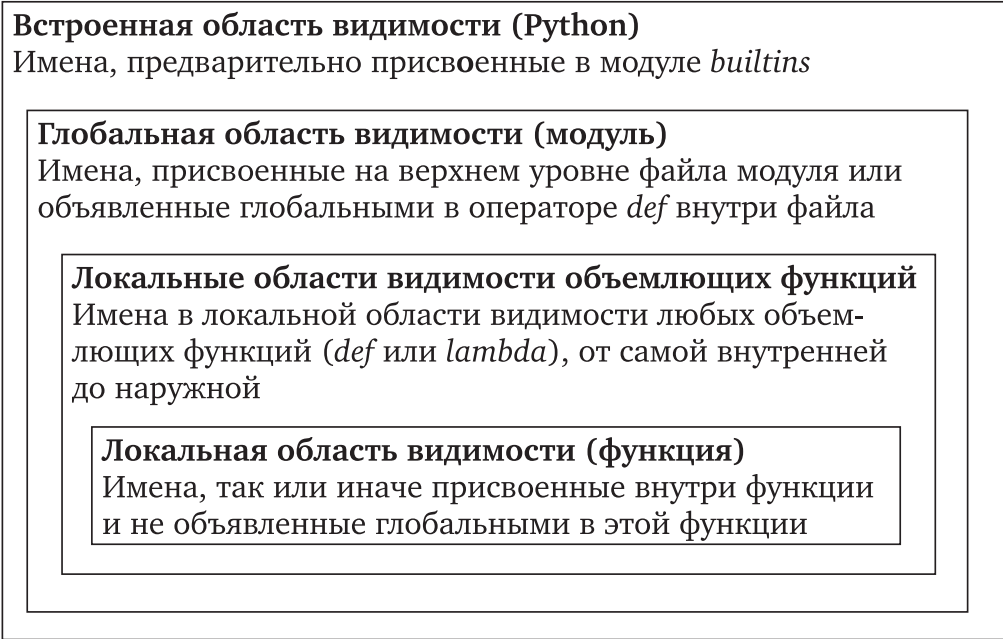 Встроенная область видимости (Python)
Имена, предварительно присвоенные в модуле builtins
Глобальная область видимости (модуль)
Имена, присвоенные на верхнем уровне файла модуля или
объявленные глобальными в операторе def внутри файла
Локальные области видимости объемлющих функций
Имена в локальной области видимости любых объем-
лющих функций (def или lambda), от самой внутренней
до наружной
Локальная область видимости (функция)
Имена, так или иначе присвоенные внутри функции
и не объявленные глобальными в этой функции